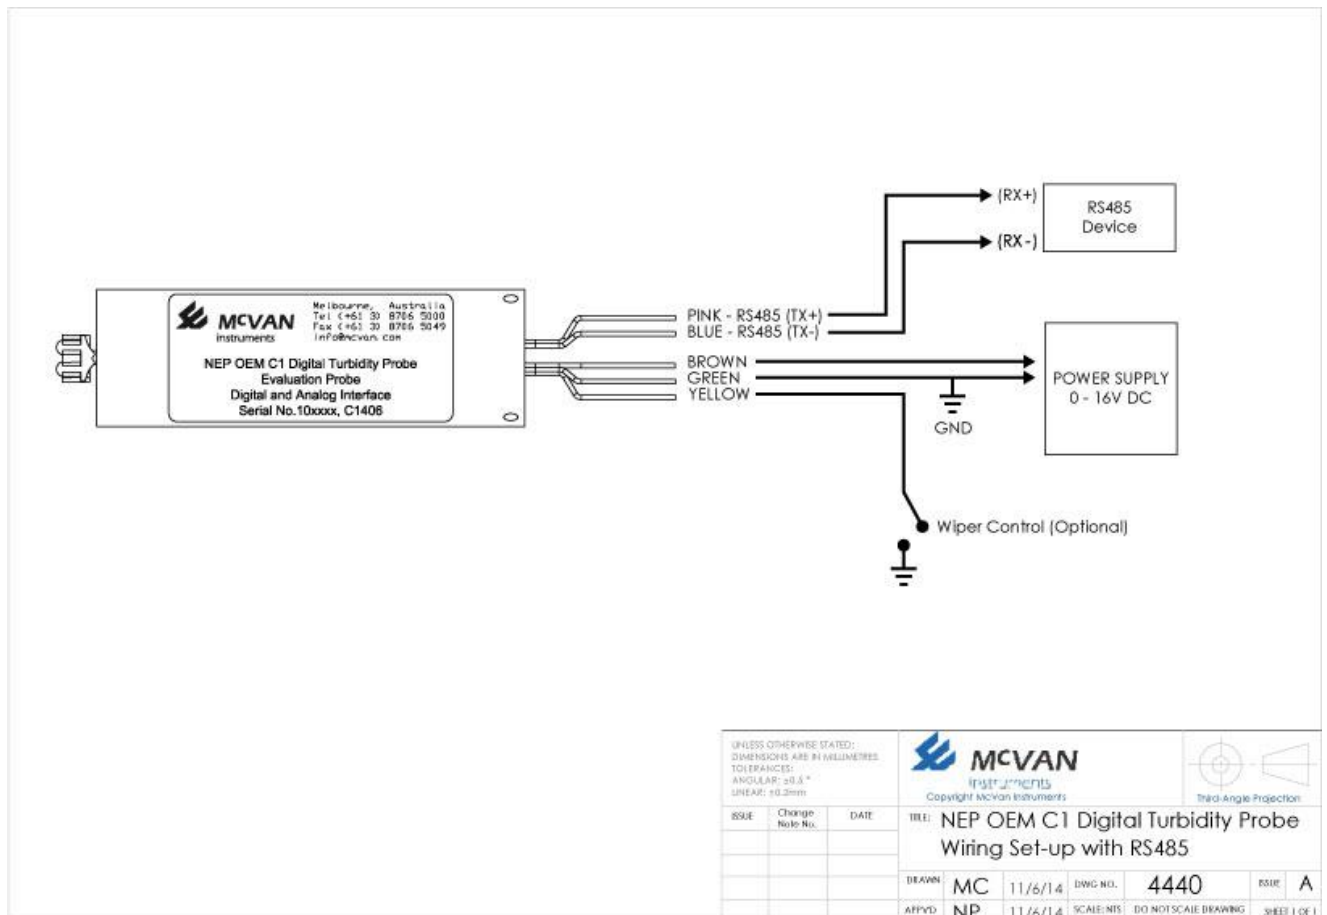 (RX+)
RS485
Device
(RX-)
McVAN
instruments
Melbourne, Australia
Tel (+61 3) 8706 5000
Fax (+61 3) 8706 5049
info@mcvan.com
NEP OEM C1 Digital Turbidity Probe
Evaluation Probe
Digital and Analog Interface
Serial No.10xxxx, C1406
PINK - RS485 (TX+)
BLUE - RS485 (TX-)
BROWN
GREEN
YELLOW
POWER SUPPLY
0 - 16V DC
GND
Wiper Control (Optional)
UNLESS OTHERWISE STATED:
DIMENSIONS ARE IN MILLIMETRES
TOLERANCES:
ANGULAR: ±0.5 °
LINEAR: ±0.2mm
McVAN
instruments
Copyright McVan Instruments
Third-Angle Projection
ISSUE
Change
Note No.
DATE
TITLE: NEP OEM C1 Digital Turbidity Probe
Wiring Set-up with RS485
DRAWN MC 11/6/14 DWG NO. 4440 ISSUE A
APPVD NP 11/6/14 SCALE: NTS DO NOT SCALE DRAWING SHEET 1 OF 1